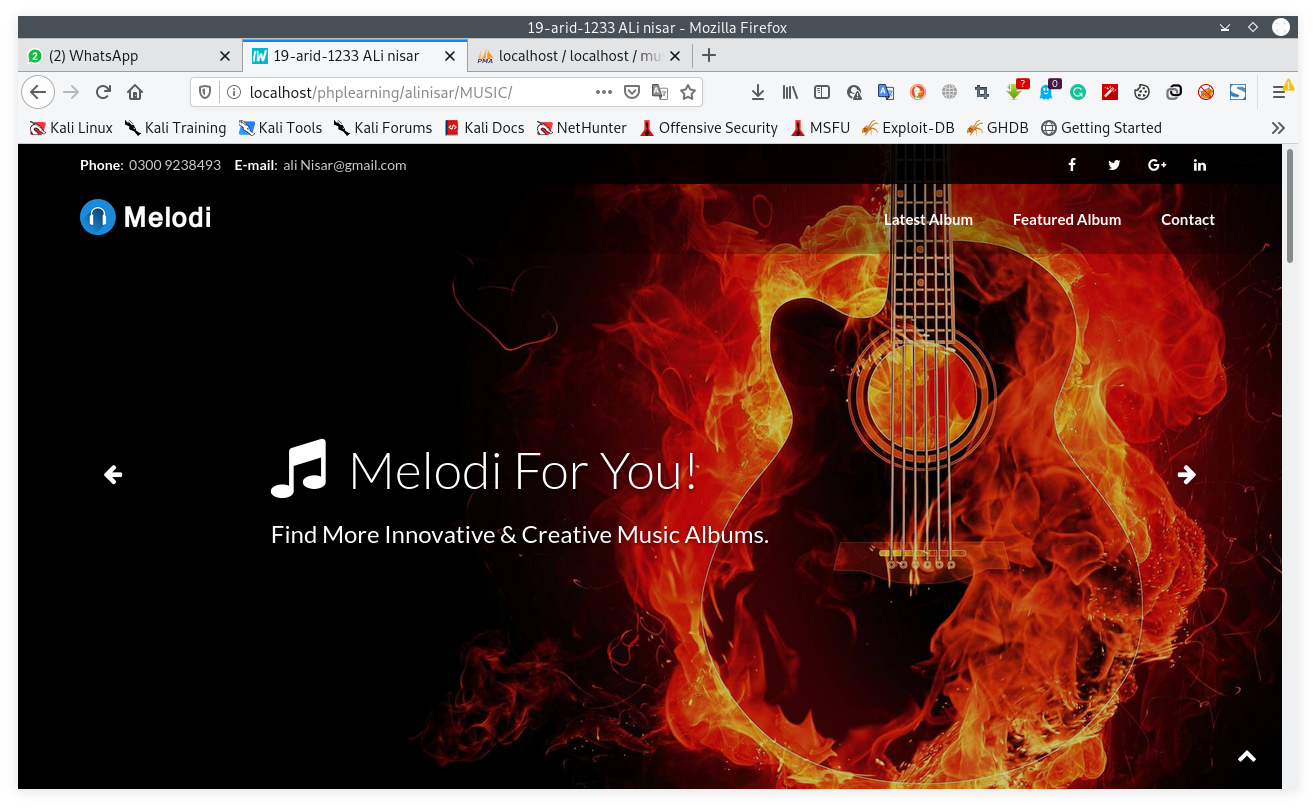 19-arid-1233 ALi nisar - Mozilla Firefox
2 (2) WhatsApp 19-arid-1233 ALi nisar PMA localhost / localhost / mu
localhost/phplearning/alinisar/MUSIC/ ? 0
Kali Linux Kali Training Kali Tools Kali Forums Kali Docs NetHunter Offensive Security MSFU Exploit-DB GHDB Getting Started
Phone: 0300 9238493 E-mail: ali Nisar@gmail.com
Melodi Latest Album Featured Album Contact
Melodi For You!
Find More Innovative & Creative Music Albums.